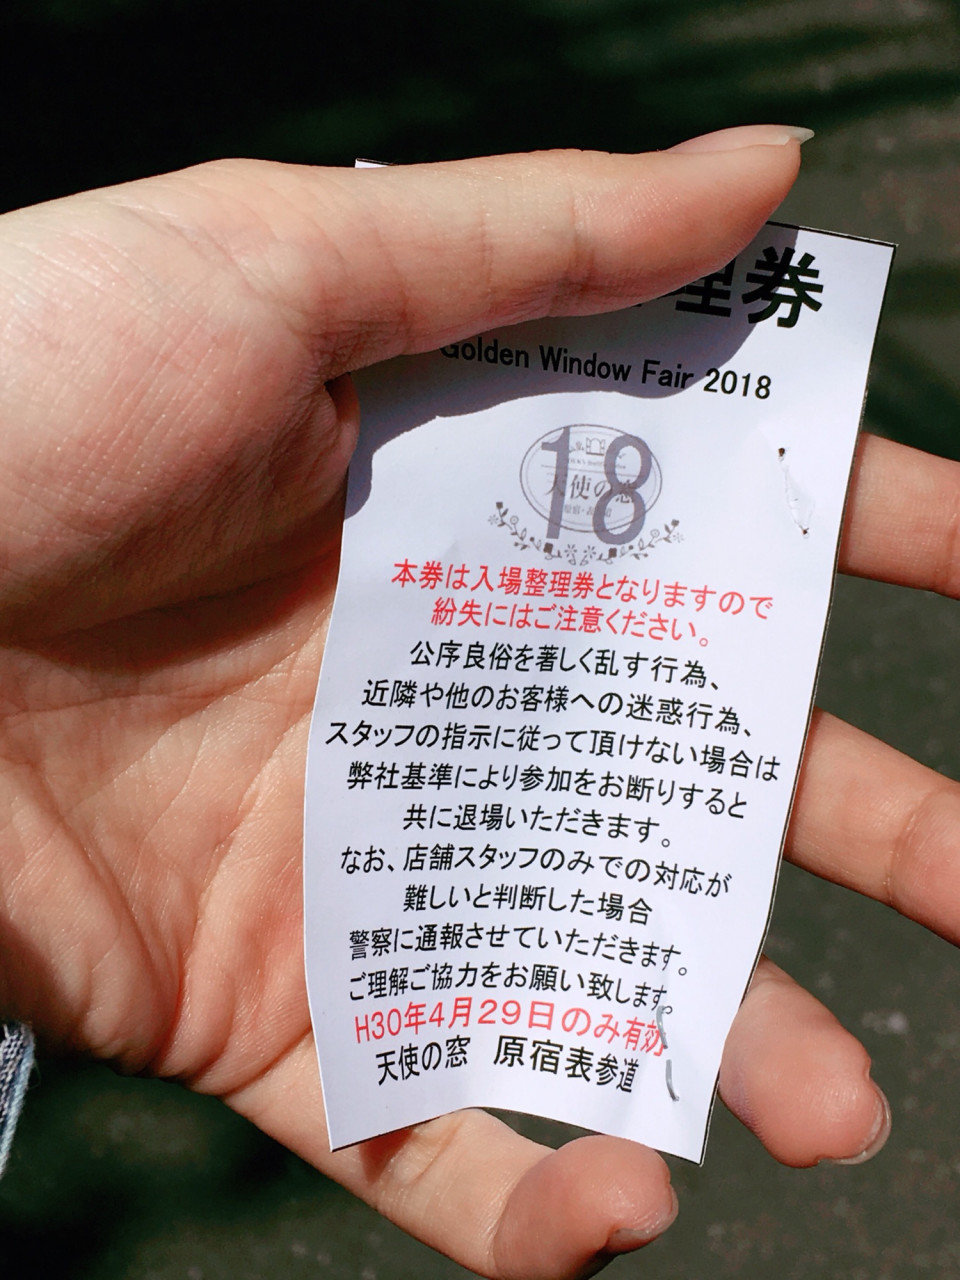 理券
Golden Window Fair 2018
18
天使の窓
本券は入場整理券となりますので
紛失にはご注意ください。
公序良俗を著しく乱す行為、
近隣や他のお客様への迷惑行為、
スタッフの指示に従って頂けない場合は
弊社基準により参加をお断りすると
共に退場いただきます。
なお、店舗スタッフのみでの対応が
難しいと判断した場合
警察に通報させていただきます。
ご理解ご協力をお願い致します。
H30年4月29日のみ有効
天使の窓 原宿表参道